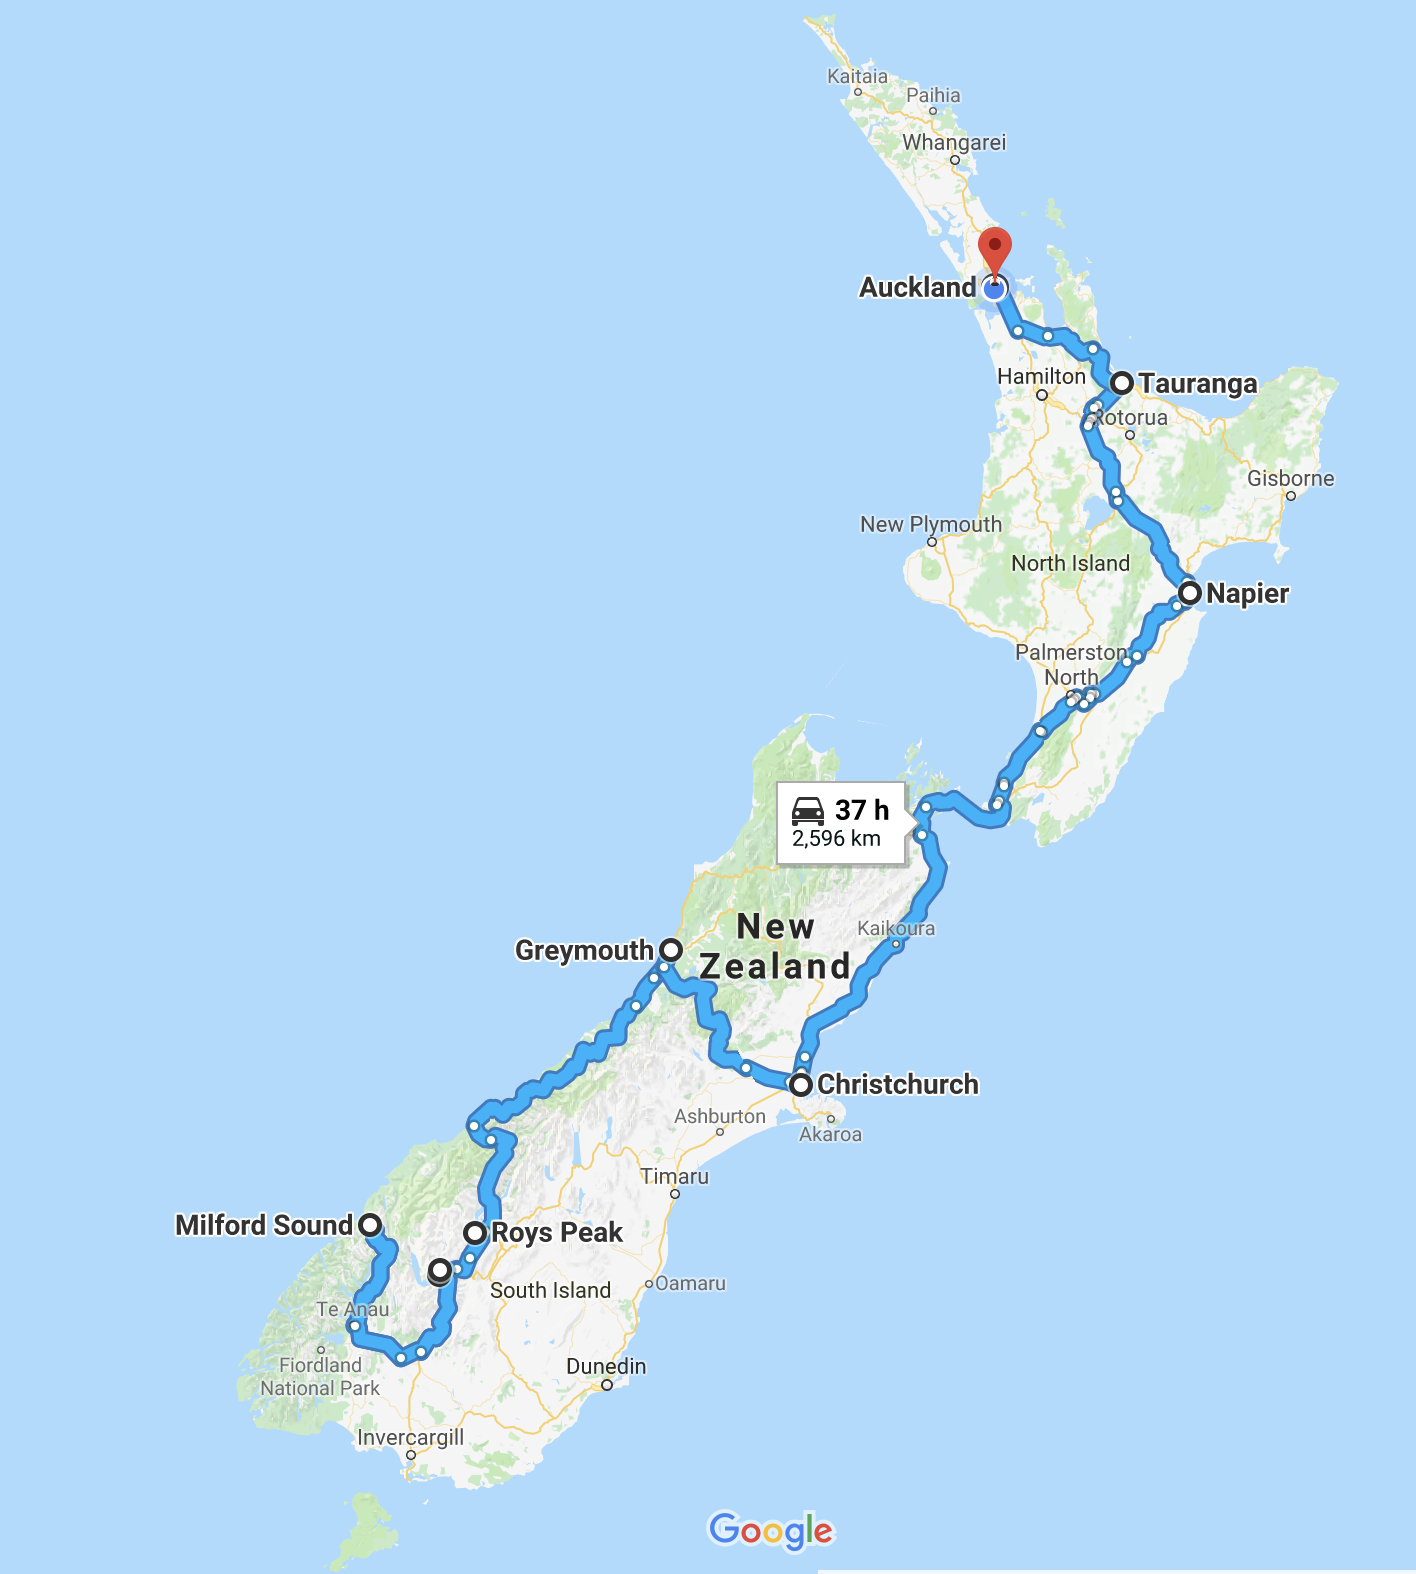 Kaitaia
Paihia
Whangarei
Auckland
Hamilton
Tauranga
Rotorua
Gisborne
New Plymouth
North Island
Napier
Palmerston
North
37 h
2,596 km
New
Zealand
Kaikoura
Greymouth
Christchurch
Ashburton
Akaroa
Timaru
Milford Sound
Roys Peak
South Island
Oamaru
Te Anau
Fiordland
National Park
Dunedin
Invercargill
Google